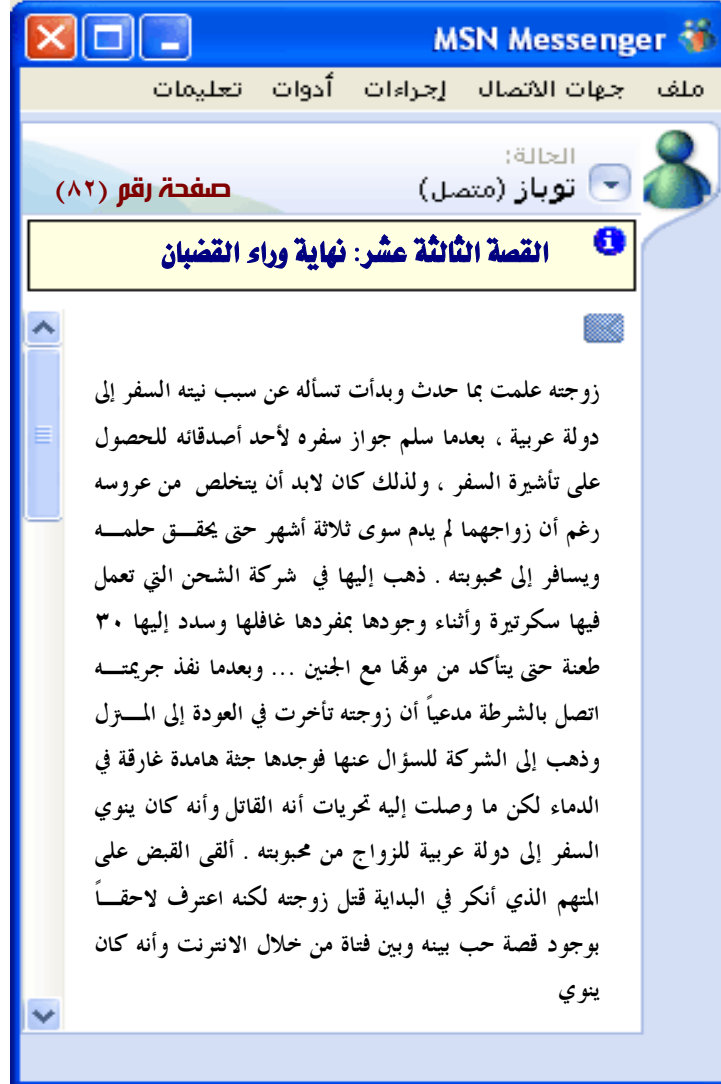 MSN Messenger
ملف جهات الاتصال إجراءات أدوات تعليمات
الحالة:
توباز (متصل)
صفحة رقم (٨٢)
القصة الثالثة عشر: نهاية وراء القضبان
زوجته علمت بما حدث وبدأت تسأله عن سبب نيته السفر إلى
دولة عربية ، بعدما سلم جواز سفره لأحد أصدقائه للحصول
على تأشيرة السفر ، ولذلك كان لابد أن يتخلص من عروسه
رغم أن زواجهما لم يدم سوى ثلاثة أشهر حتى يحقـــق حلمـــه
ويسافر إلى محبوبته . ذهب إليها في شركة الشحن التي تعمل
فيها سكرتيرة وأثناء وجودها بمفردها غافلها وسدد إليها ٣٠
طعنة حتى يتأكد من موتها مع الجنين ... وبعدما نفذ جريمتـــه
اتصل بالشرطة مدعياً أن زوجته تأخرت في العودة إلى المـــنزل
وذهب إلى الشركة للسؤال عنها فوجدها جثة هامدة غارقة في
الدماء لكن ما وصلت إليه تحريات أنه القاتل وأنه كان ينوي
السفر إلى دولة عربية للزواج من محبوبته . ألقى القبض على
المتهم الذي أنكر في البداية قتل زوجته لكنه اعترف لاحقـــاً
بوجود قصة حب بينه وبين فتاة من خلال الانترنت وأنه كان
ينوي